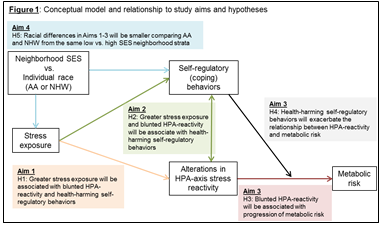 Figure 1: Conceptual model and relationship to study aims and hypotheses
Aim 4
H5: Racial differences in Aims 1-3 will be smaller comparing AA
and NHW from the same low vs. high SES neighborhood strata
Neighborhood SES
vs.
Individual race
(AA or NHW)
Self-regulatory
(coping)
behaviors
Aim 2
H2: Greater stress exposure
and blunted HPA-reactivity
will be associate with health-
harming self-regulatory
behaviors
Aim 3
H4: Health-harming self-regulatory
behaviors will exacerbate the
relationship between HPA-reactivity
and metabolic risk
Stress
exposure
Aim 1
H1: Greater stress exposure will be
associated with blunted HPA-
reactivity and health-harming self-
regulatory behaviors
Alterations in
HPA-axis stress
reactivity
Metabolic
risk
Aim 3
H3: Blunted HPA-reactivity
will be associated with
progression of metabolic risk